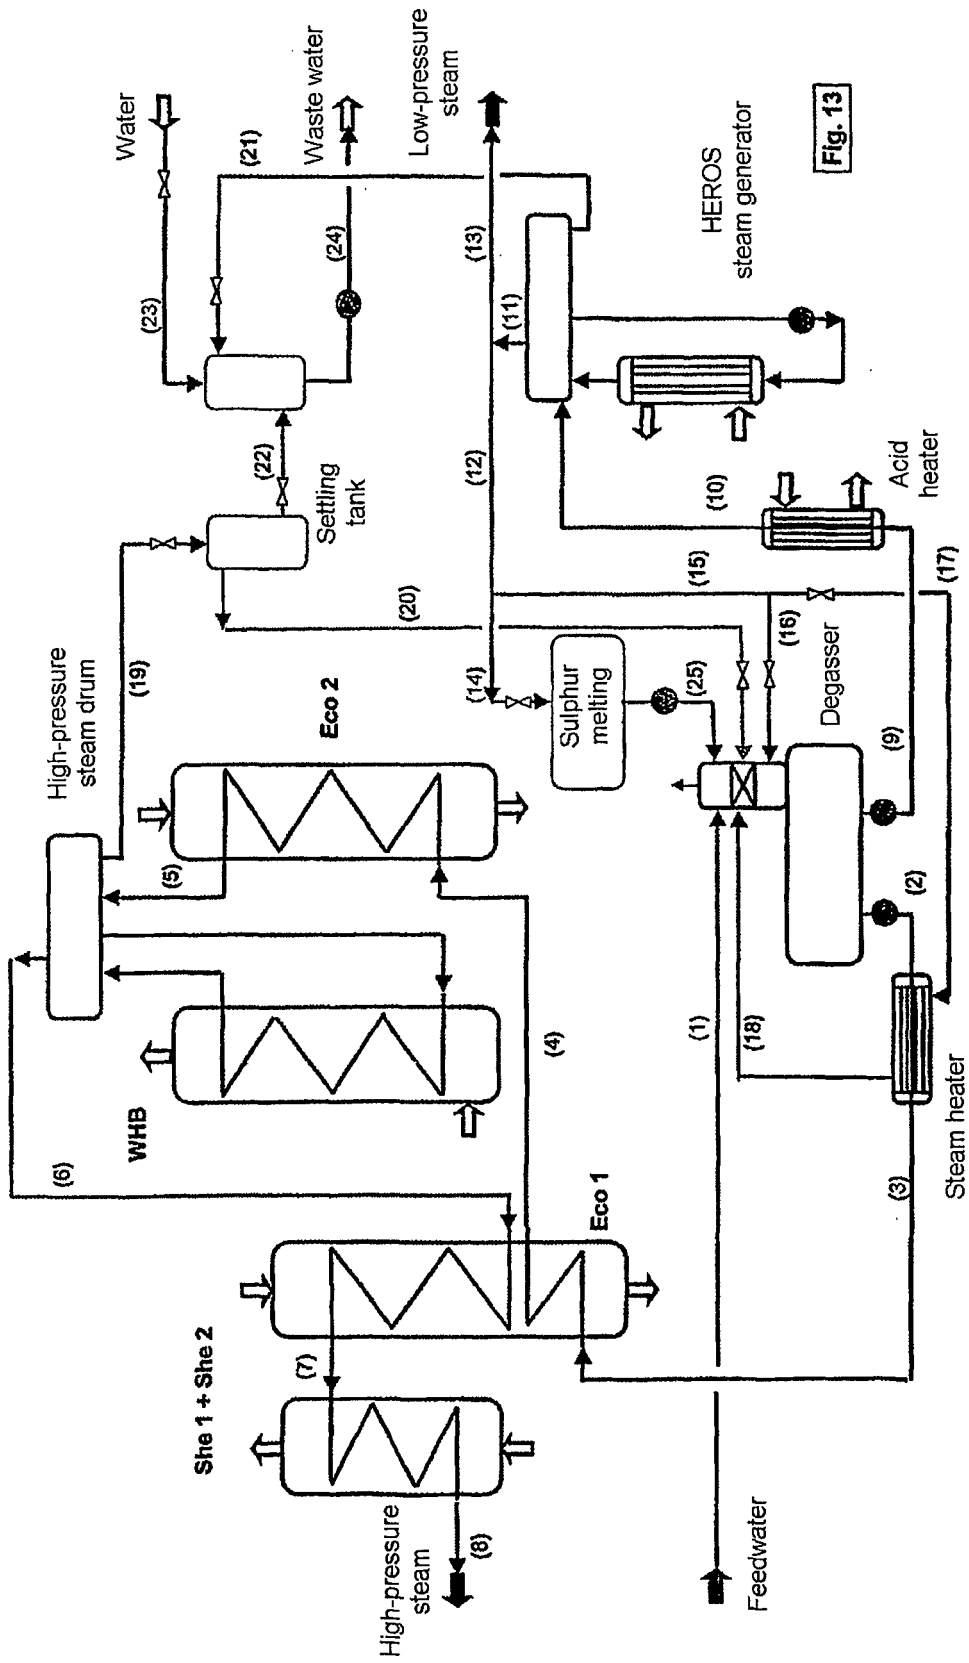 Water
(21)
Waste water
Low-pressure
steam
(23)
(24)
(13)
(11)
HEROS
steam generator
Fig. 13
(22)
Settling
tank
(12)
(10)
Acid
heater
High-pressure
steam drum
(19)
(20)
(15)
(17)
Eco 2
(14)
Sulphur
melting
(25)
(16)
Degasser
(9)
(5)
(2)
WHB
(4)
(1)
(18)
(6)
Eco 1
(3)
Steam heater
She 1 + She 2
(7)
High-pressure
steam
(8)
Feedwater